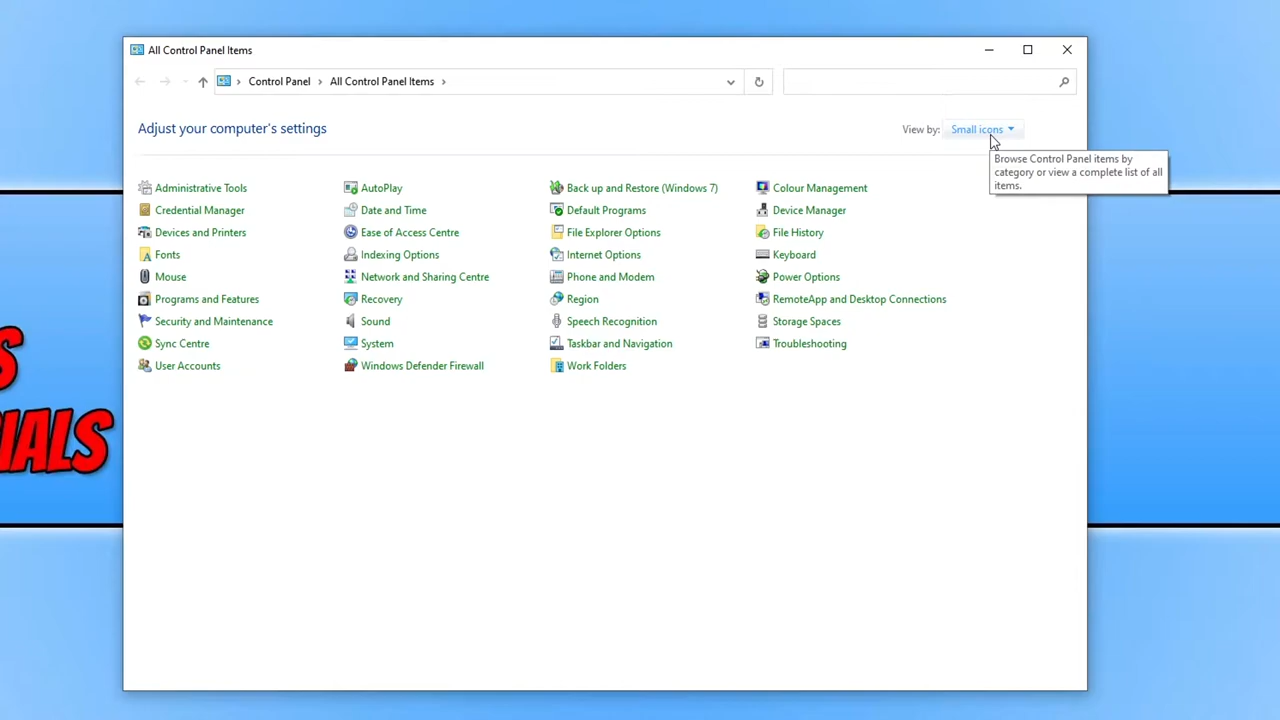 All Control Panel Items
Control Panel > All Control Panel Items >
Adjust your computer's settings
View by: Small icons
Browse Control Panel items by
category or view a complete list of all
items.
Administrative Tools
AutoPlay
Back up and Restore (Windows 7)
Colour Management
Credential Manager
Date and Time
Default Programs
Device Manager
Devices and Printers
Ease of Access Centre
File Explorer Options
File History
Fonts
Indexing Options
Internet Options
Keyboard
Mouse
Network and Sharing Centre
Phone and Modem
Power Options
Programs and Features
Recovery
Region
RemoteApp and Desktop Connections
Security and Maintenance
Sound
Speech Recognition
Storage Spaces
Sync Centre
System
Taskbar and Navigation
Troubleshooting
User Accounts
Windows Defender Firewall
Work Folders
S
IALS